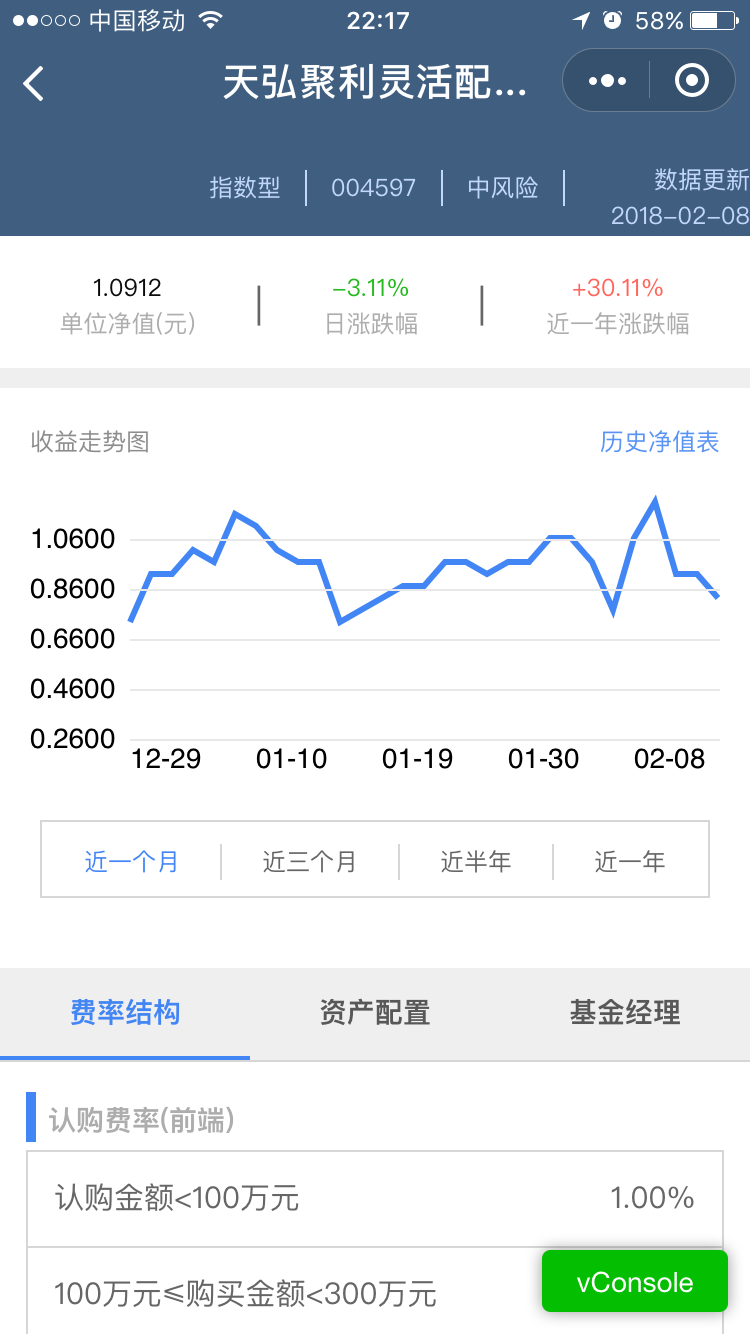 中国移动 22:17 58%
天弘聚利灵活配...
指数型 004597 中风险 数据更新
2018-02-08
1.0912 -3.11% +30.11%
单位净值(元) 日涨跌幅 近一年涨跌幅
收益走势图 历史净值表
1.0600
0.8600
0.6600
0.4600
0.2600
12-29 01-10 01-19 01-30 02-08
近一个月 近三个月 近半年 近一年
费率结构 资产配置 基金经理
认购费率(前端)
认购金额<100万元 1.00%
100万元≤购买金额<300万元
vConsole